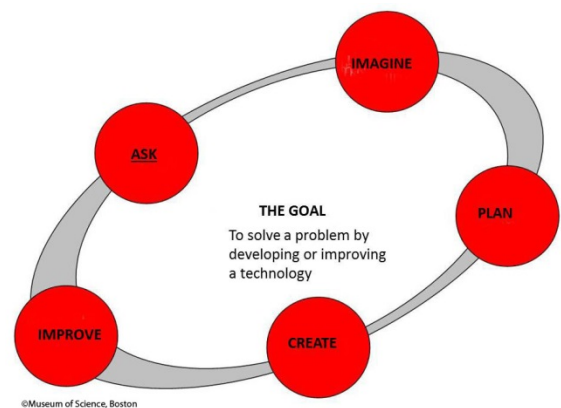 IMAGINE
ASK
PLAN
THE GOAL
To solve a problem by
developing or improving
a technology
IMPROVE
CREATE
©Museum of Science, Boston